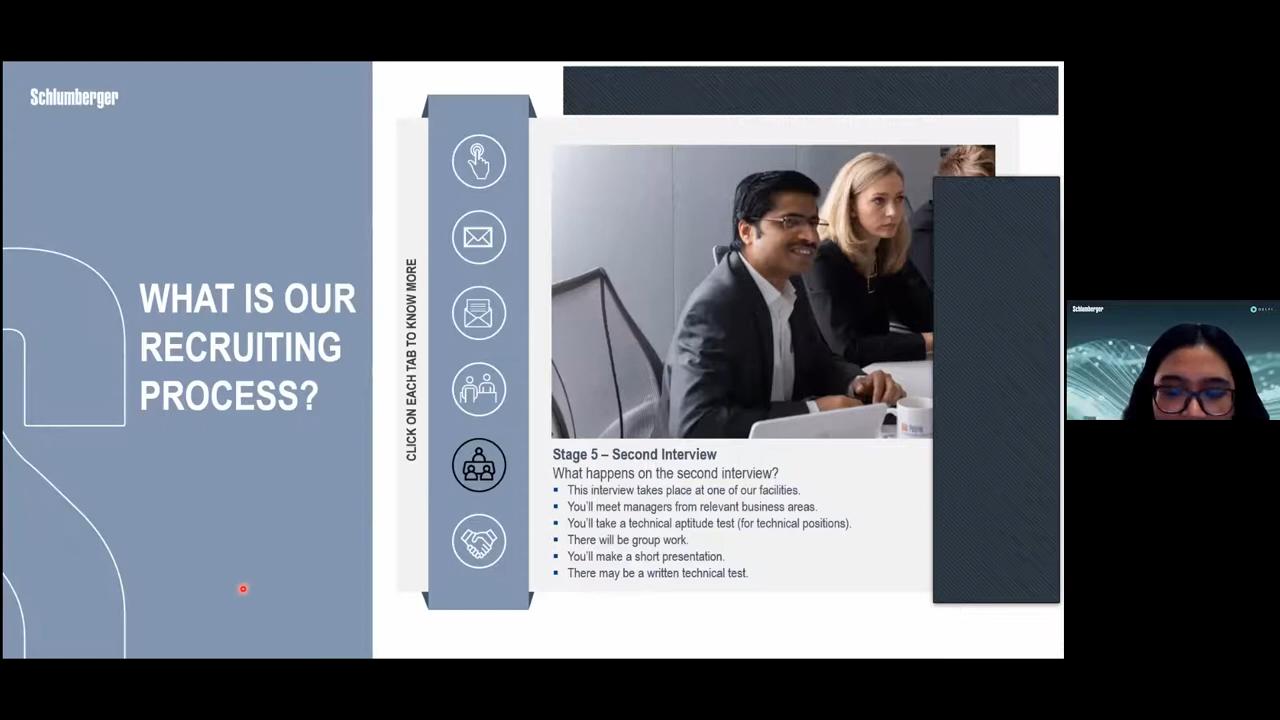 Schlumberger
WHAT IS OUR
RECRUITING
PROCESS?
CLICK ON EACH TAB TO KNOW MORE
Stage 5 – Second Interview
What happens on the second interview?
▪ This interview takes place at one of our facilities.
▪ You'll meet managers from relevant business areas.
▪ You'll take a technical aptitude test (for technical positions).
▪ There will be group work.
▪ You'll make a short presentation.
▪ There may be a written technical test.
Schlumberger
DELFI